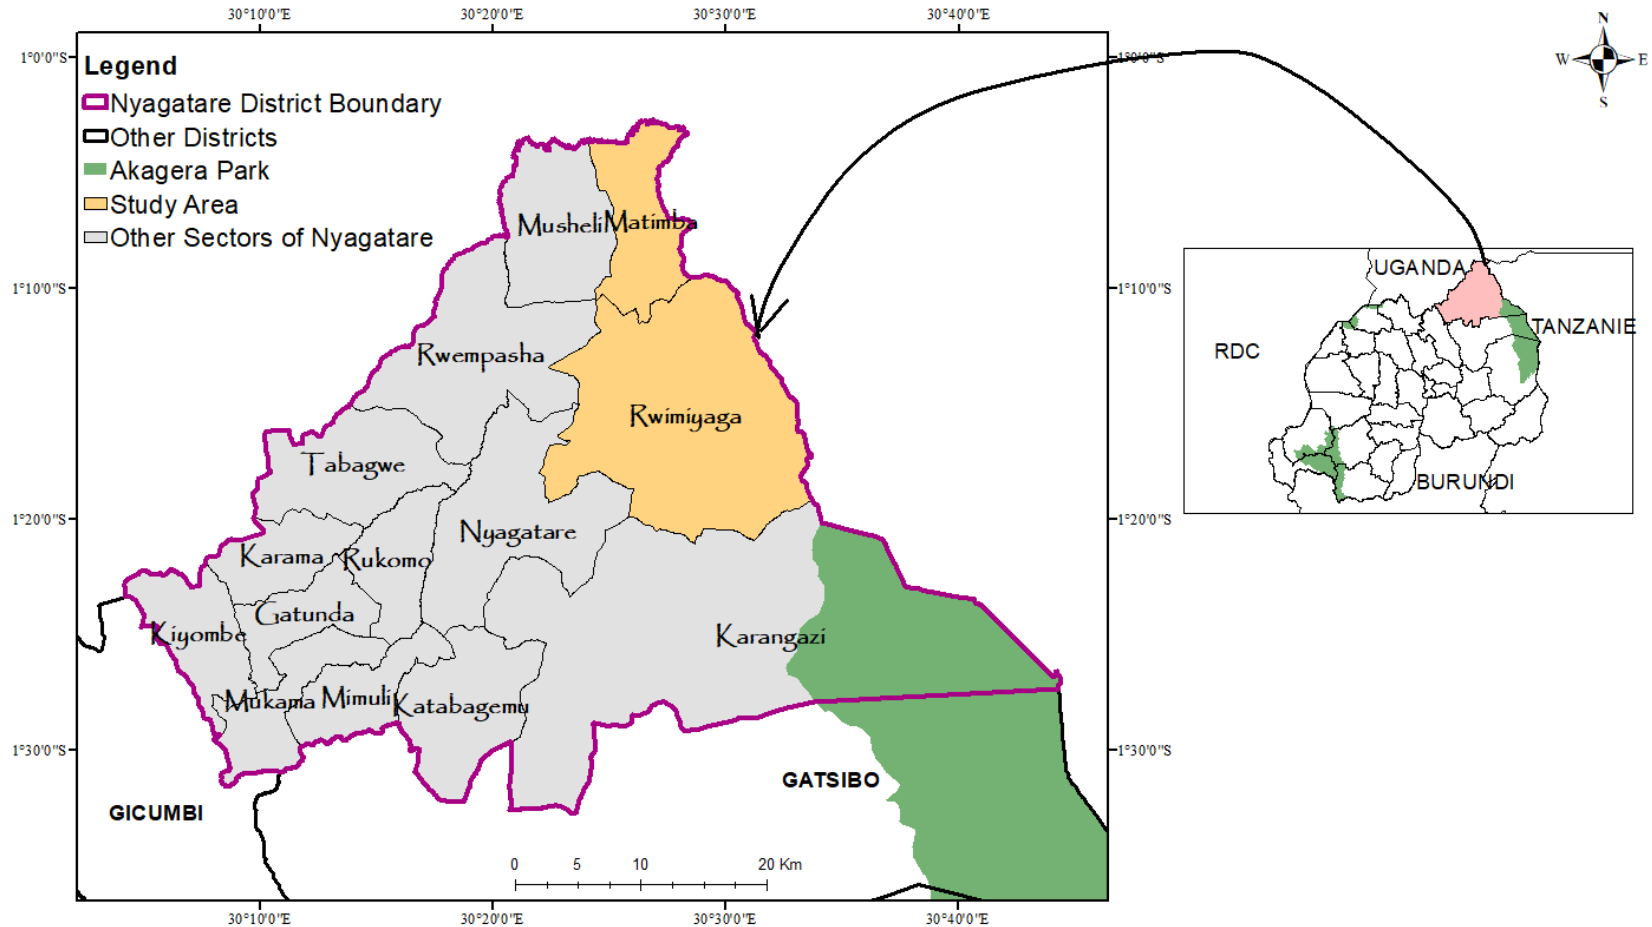 30°10'0"E 30°20'0"E 30°30'0"E 30°40'0"E
N
W E
S
1°0'0"S 1°0'0"S
Legend
Nyagatare District Boundary
Other Districts
Akagera Park
Study Area
Other Sectors of Nyagatare
Musheli Matimba
1°10'0"S 1°10'0"S
Rwempasha
Rwimiyaga
Tabagwe
1°20'0"S 1°20'0"S
Nyagatare
Karama Rukomo
Gatunda
Kiyombe Karangazi
Mukama Mimuli Katabagemu
1°30'0"S 1°30'0"S
GATSIBO
GICUMBI
0 5 10 20 Km
30°10'0"E 30°20'0"E 30°30'0"E 30°40'0"E
UGANDA
TANZANIE
RDC
BURUNDI